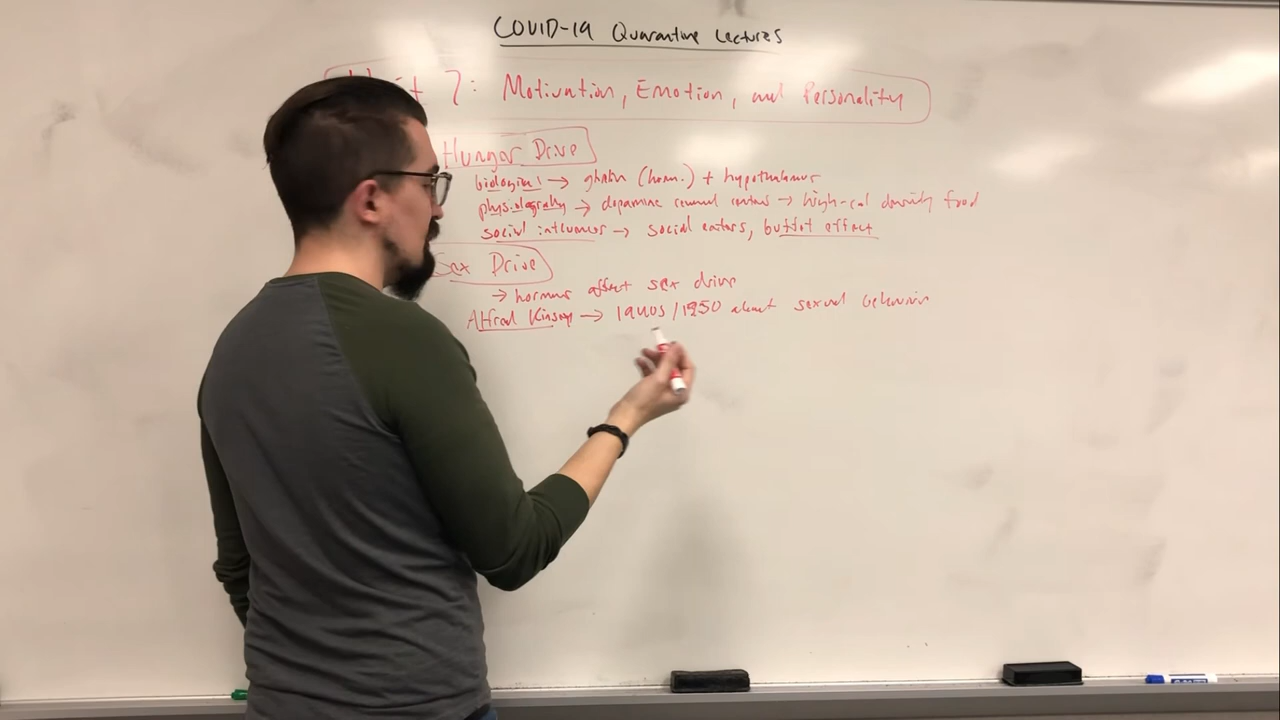 COVID-19 Quarantine Lectures
7: Motivation, Emotion, and Personality
Hunger Drive
biological → ghrelin (horm.) + hypothalamus
physiologically → dopamine reward centers → high-cal density food
social influences → social eaters, buffet effect
Sex Drive
→ hormones affect sex drive
Alfred Kinsey → 1940s/1950 about sexual behavior